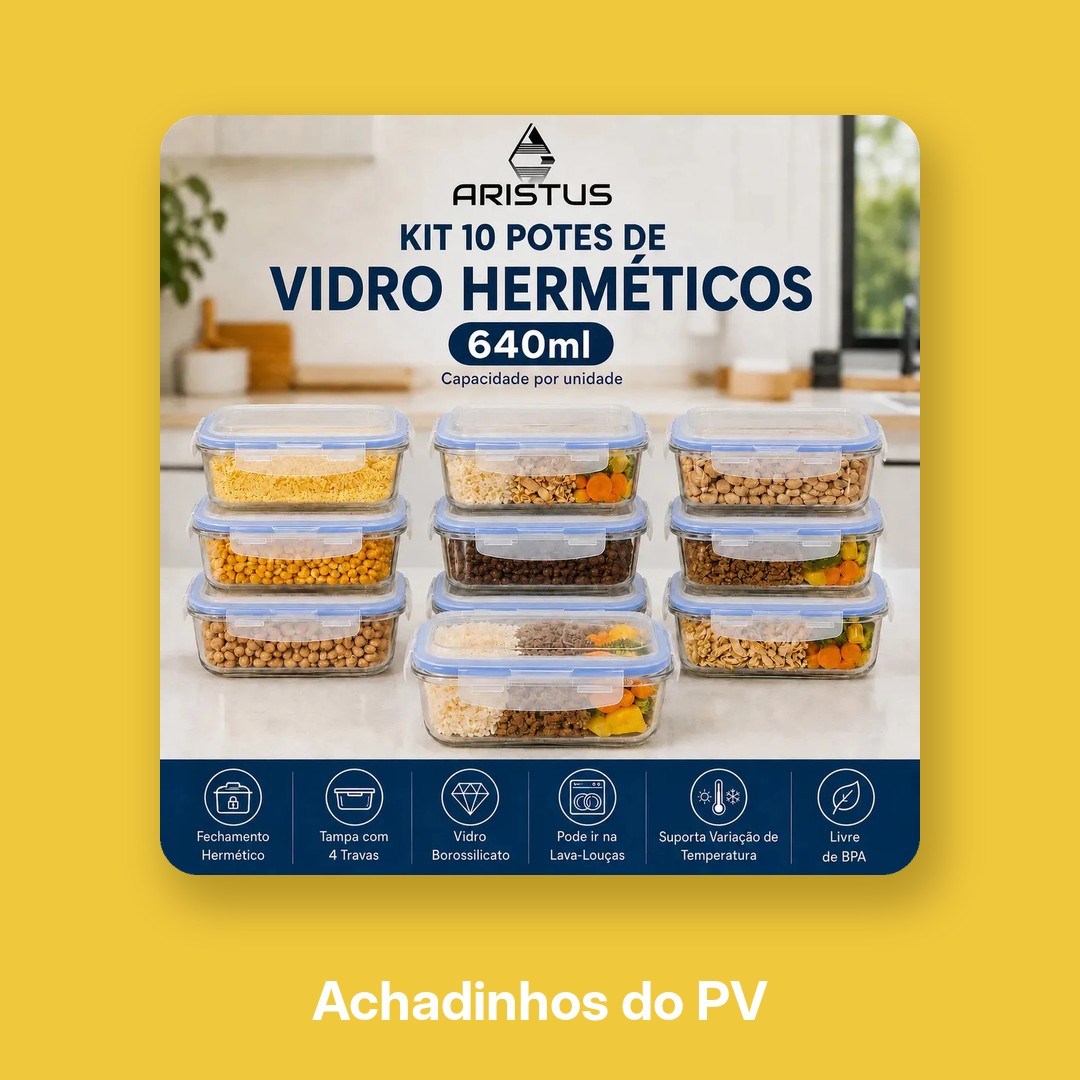 ARISTUS
KIT 10 POTES DE
VIDRO HERMÉTICOS
640ml
Capacidade por unidade
Fechamento
Hermético
Tampa com
4 Travas
Vidro
Borossilicato
Pode ir na
Lava-Louças
Suporta Variação de
Temperatura
Livre
de BPA
Achadinhos do PV